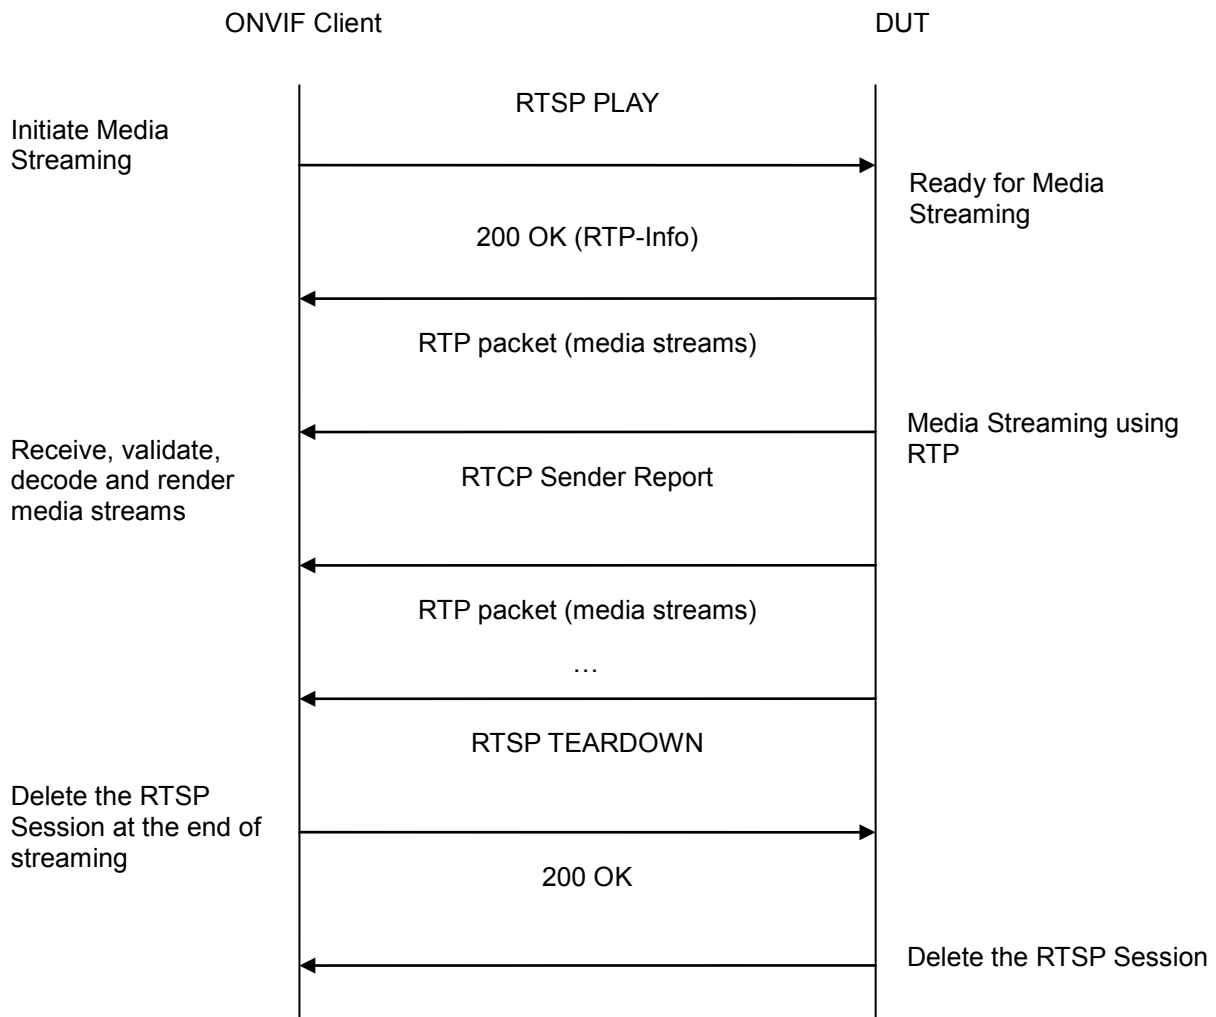 ONVIF Client
DUT
RTSP PLAY
Initiate Media
Streaming
Ready for Media
Streaming
200 OK (RTP-Info)
RTP packet (media streams)
Media Streaming using
RTP
Receive, validate,
decode and render
media streams
RTCP Sender Report
RTP packet (media streams)
…
RTSP TEARDOWN
Delete the RTSP
Session at the end of
streaming
200 OK
Delete the RTSP Session